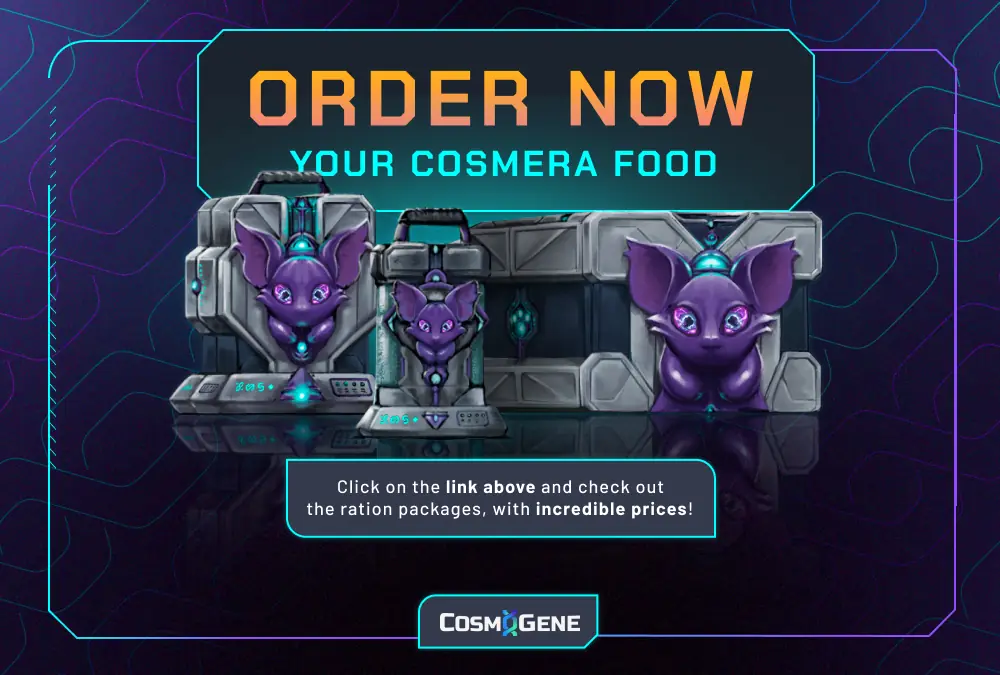 ORDER NOW
YOUR COSMERA FOOD
Click on the link above and check out
the ration packages, with incredible prices!
COSMOGENE